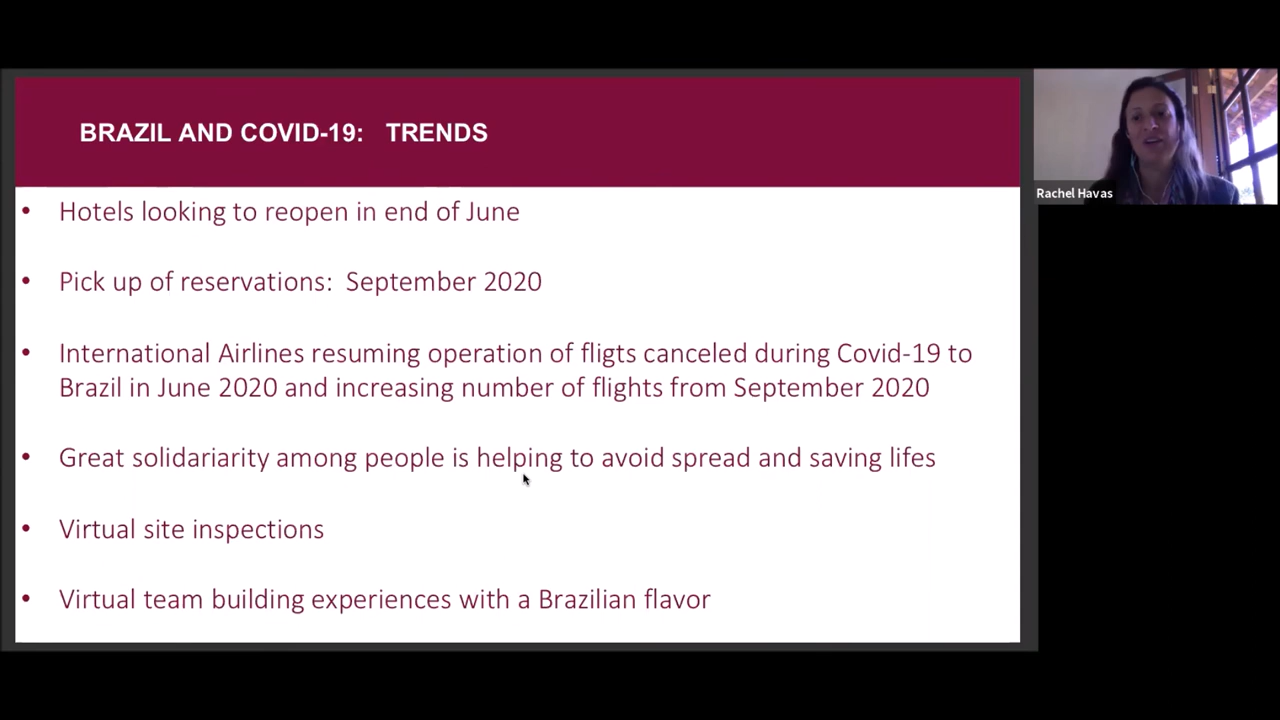 BRAZIL AND COVID-19: TRENDS
Rachel Havas
• Hotels looking to reopen in end of June
• Pick up of reservations: September 2020
• International Airlines resuming operation of fligts canceled during Covid-19 to
Brazil in June 2020 and increasing number of flights from September 2020
• Great solidariarity among people is helping to avoid spread and saving lifes
• Virtual site inspections
• Virtual team building experiences with a Brazilian flavor